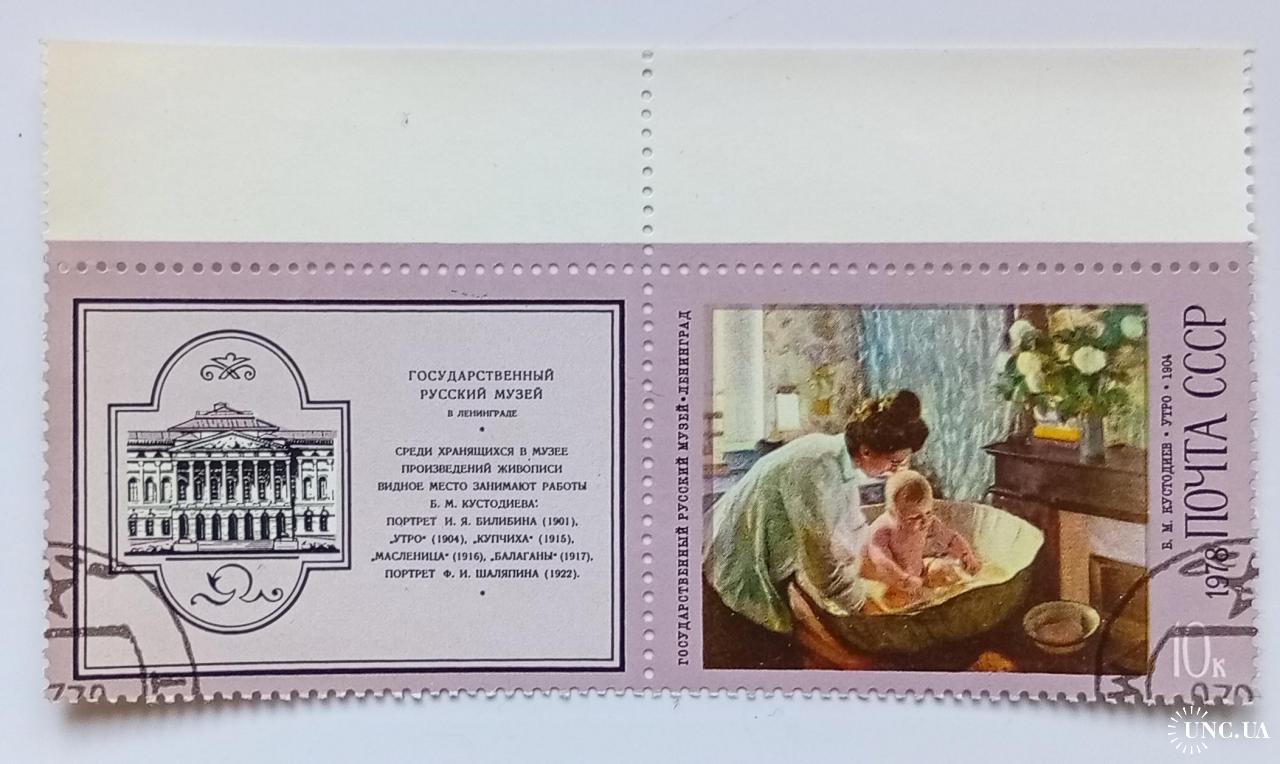 ГОСУДАРСТВЕННЫЙ
РУССКИЙ МУЗЕЙ
В ЛЕНИНГРАДЕ
•
СРЕДИ ХРАНЯЩИХСЯ В МУЗЕЕ
ПРОИЗВЕДЕНИЙ ЖИВОПИСИ
ВИДНОЕ МЕСТО ЗАНИМАЮТ РАБОТЫ
Б. М. КУСТОДИЕВА:
ПОРТРЕТ И. Я. БИЛИБИНА (1901),
„УТРО“ (1904), „КУПЧИХА“ (1915),
„МАСЛЕНИЦА“ (1916), „БАЛАГАНЫ“ (1917),
ПОРТРЕТ Ф. И. ШАЛЯПИНА (1922).
•
ГОСУДАРСТВЕННЫЙ РУССКИЙ МУЗЕЙ • ЛЕНИНГРАД
Б. М. КУСТОДИЕВ • УТРО • 1904
1978 ПОЧТА СССР
10к
UNC.UA